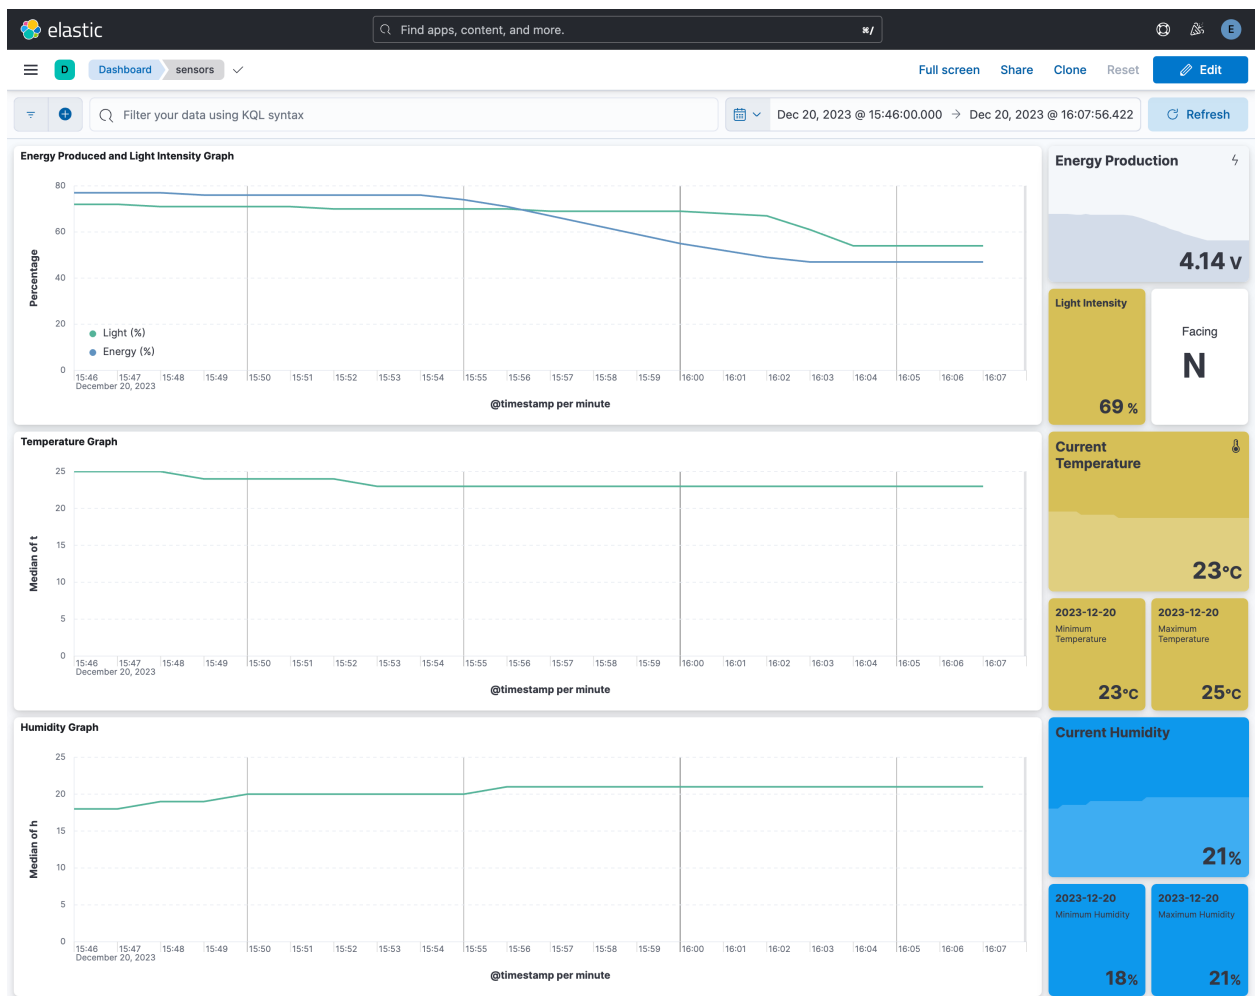 elastic
Find apps, content, and more.
⌘/
E
D
Dashboard
sensors
Full screen
Share
Clone
Reset
Edit
Filter your data using KQL syntax
Dec 20, 2023 @ 15:46:00.000 → Dec 20, 2023 @ 16:07:56.422
Refresh
Energy Produced and Light Intensity Graph
Percentage
80
60
40
20
0
Light (%)
Energy (%)
15:46 15:47 15:48 15:49 15:50 15:51 15:52 15:53 15:54 15:55 15:56 15:57 15:58 15:59 16:00 16:01 16:02 16:03 16:04 16:05 16:06 16:07
December 20, 2023
@timestamp per minute
Energy Production
4.14 V
Light Intensity
69 %
Facing
N
Temperature Graph
Median of t
25
20
15
10
5
0
15:46 15:47 15:48 15:49 15:50 15:51 15:52 15:53 15:54 15:55 15:56 15:57 15:58 15:59 16:00 16:01 16:02 16:03 16:04 16:05 16:06 16:07
December 20, 2023
@timestamp per minute
Current
Temperature
23°C
2023-12-20
Minimum
Temperature
23°C
2023-12-20
Maximum
Temperature
25°C
Humidity Graph
Median of h
25
20
15
10
5
0
15:46 15:47 15:48 15:49 15:50 15:51 15:52 15:53 15:54 15:55 15:56 15:57 15:58 15:59 16:00 16:01 16:02 16:03 16:04 16:05 16:06 16:07
December 20, 2023
@timestamp per minute
Current Humidity
21%
2023-12-20
Minimum Humidity
18%
2023-12-20
Maximum Humidity
21%